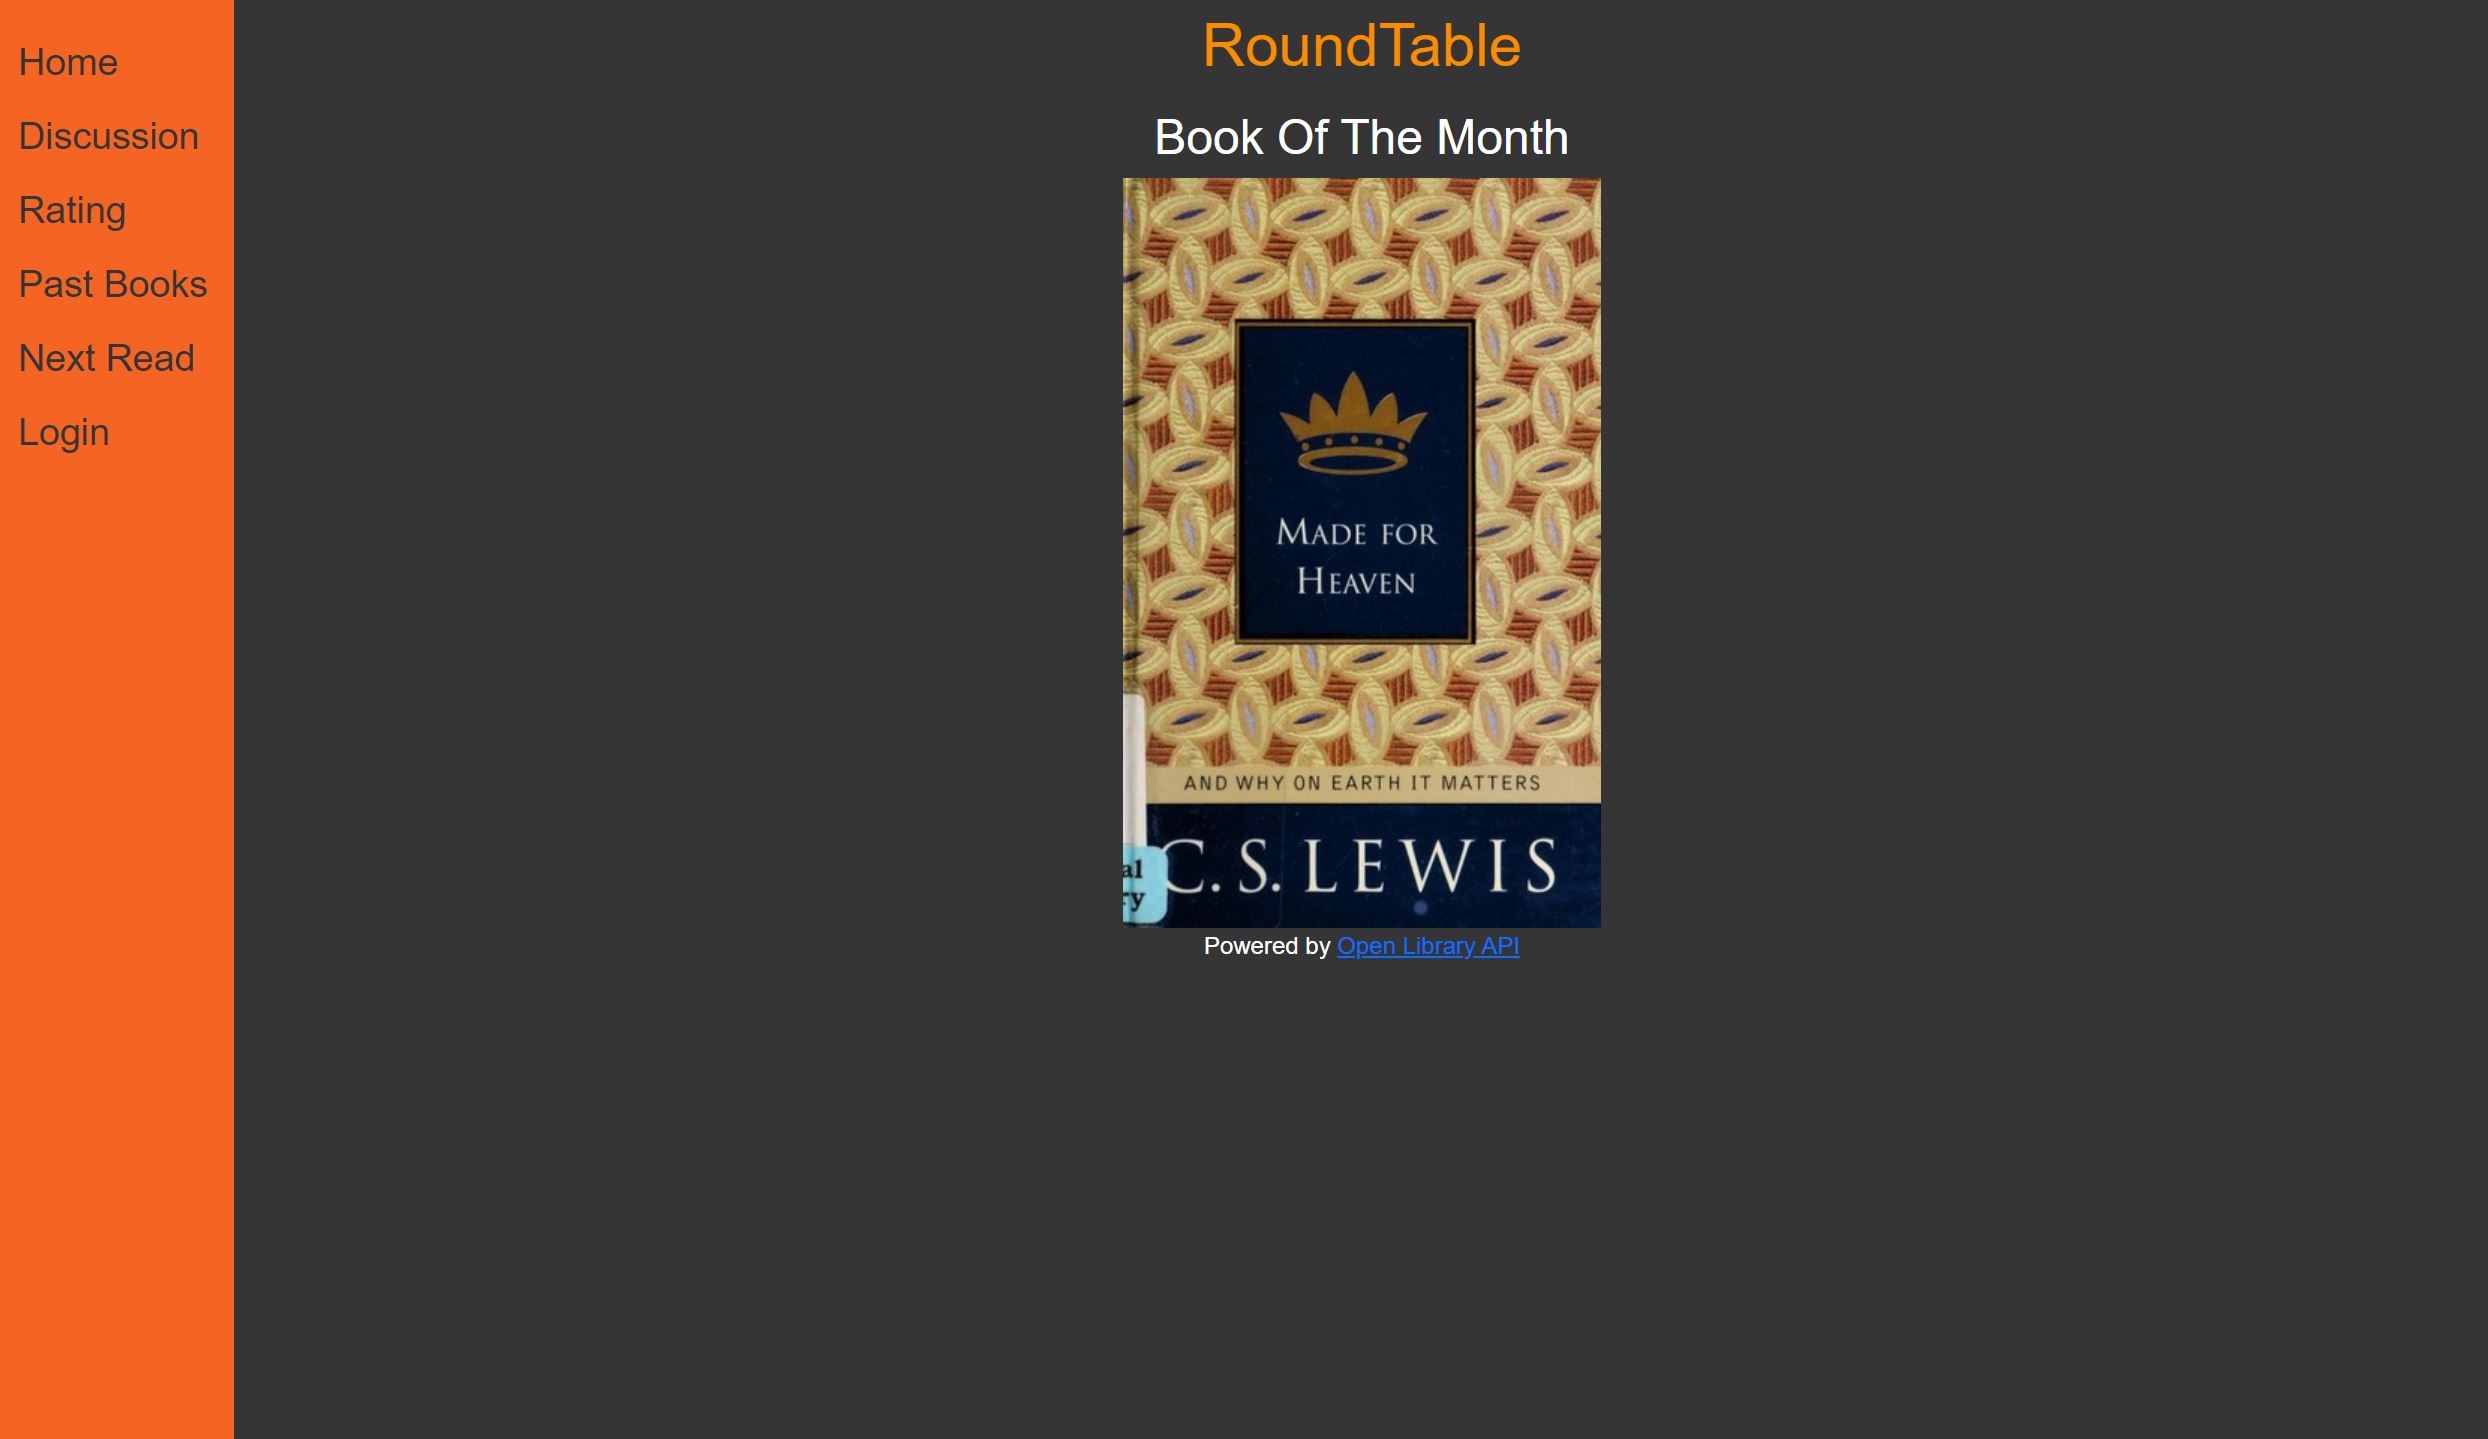 Home
Discussion
Rating
Past Books
Next Read
Login
RoundTable
Book Of The Month
MADE FOR
HEAVEN
AND WHY ON EARTH IT MATTERS
C. S. LEWIS
al
ry
Powered by Open Library API